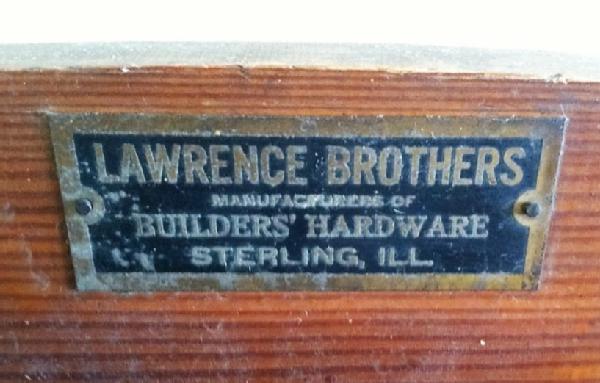 LAWRENCE BROTHERS
MANUFACTURERS OF
BUILDERS' HARDWARE
STERLING, ILL.